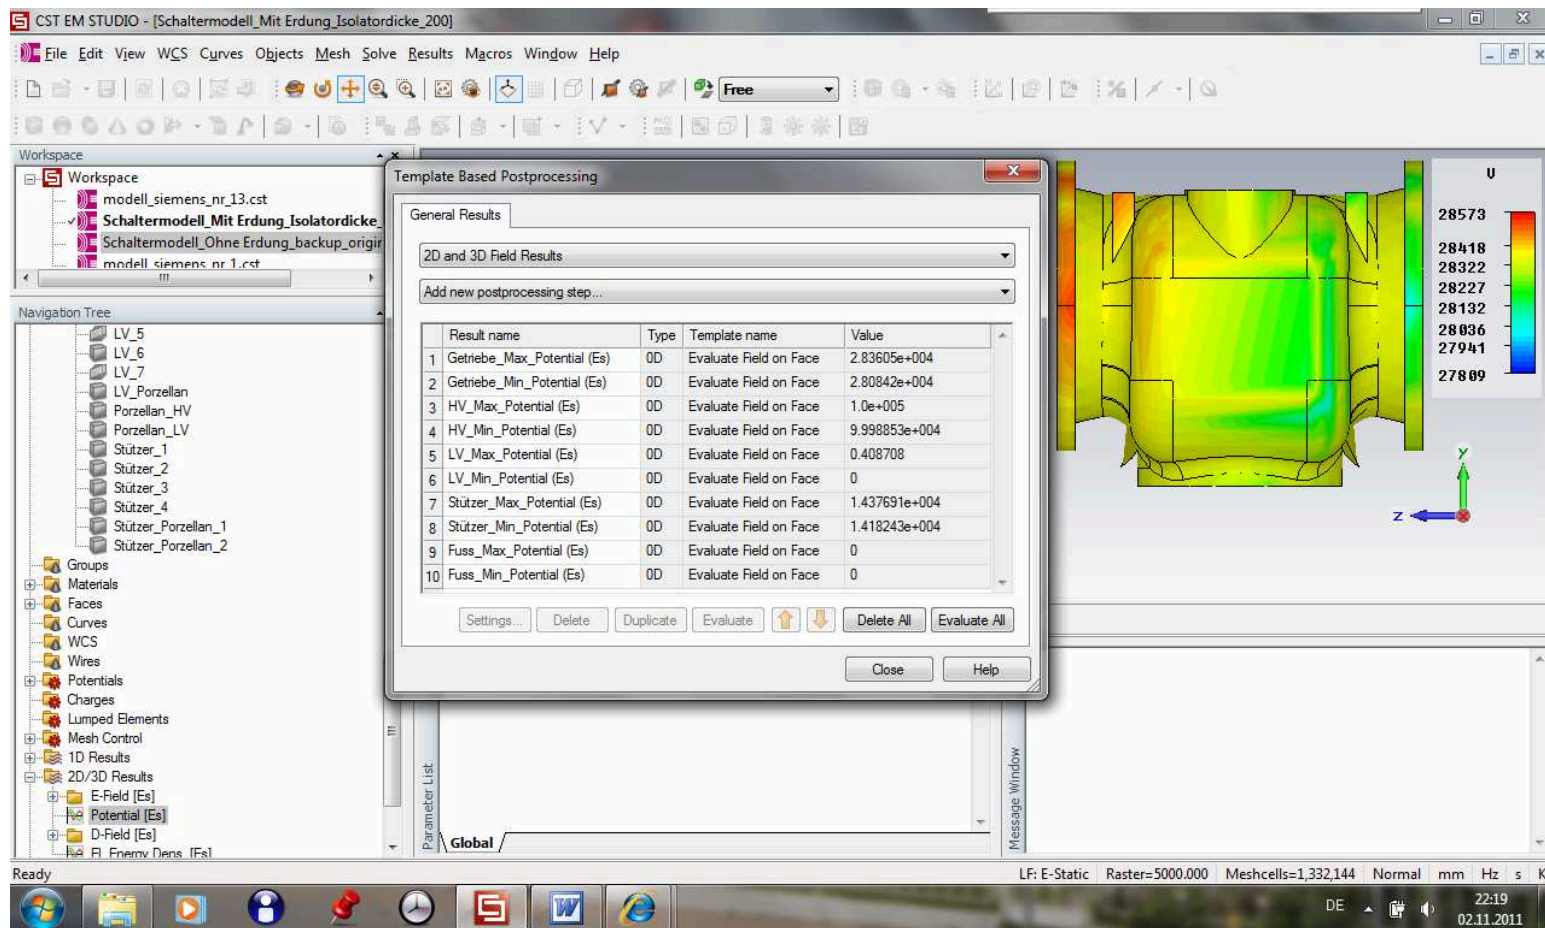 CST EM STUDIO - [Schaltermodell_Mit Erdung_Isolatordicke_200]
File Edit View WCS Curves Objects Mesh Solve Results Macros Window Help
Free
Workspace
Workspace
modell_siemens_nr_13.cst
Schaltermodell_Mit Erdung_Isolatordicke_
Schaltermodell_Ohne Erdung_backup_origin
modell_siemens_nr_1.cst
Navigation Tree
LV_5
LV_6
LV_7
LV_Porzellan
Porzellan_HV
Porzellan_LV
Stützer_1
Stützer_2
Stützer_3
Stützer_4
Stützer_Porzellan_1
Stützer_Porzellan_2
Groups
Materials
Faces
Curves
WCS
Wires
Potentials
Charges
Lumped Elements
Mesh Control
1D Results
2D/3D Results
E-Field [Es]
Potential [Es]
D-Field [Es]
El. Energy Dens. [Es]
Template Based Postprocessing
General Results
2D and 3D Field Results
Add new postprocessing step...
Result name Type Template name Value
1 Getriebe_Max_Potential (Es) 0D Evaluate Field on Face 2.83605e+004
2 Getriebe_Min_Potential (Es) 0D Evaluate Field on Face 2.80842e+004
3 HV_Max_Potential (Es) 0D Evaluate Field on Face 1.0e+005
4 HV_Min_Potential (Es) 0D Evaluate Field on Face 9.998853e+004
5 LV_Max_Potential (Es) 0D Evaluate Field on Face 0.408708
6 LV_Min_Potential (Es) 0D Evaluate Field on Face 0
7 Stützer_Max_Potential (Es) 0D Evaluate Field on Face 1.437691e+004
8 Stützer_Min_Potential (Es) 0D Evaluate Field on Face 1.418243e+004
9 Fuss_Max_Potential (Es) 0D Evaluate Field on Face 0
10 Fuss_Min_Potential (Es) 0D Evaluate Field on Face 0
Settings... Delete Duplicate Evaluate Delete All Evaluate All
Close Help
V
28573
28418
28322
28227
28132
28036
27941
27809
y
z
Parameter List
Global
Message Window
Ready
LF: E-Static Raster=5000.000 Meshcells=1,332,144 Normal mm Hz s K
DE
22:19
02.11.2011